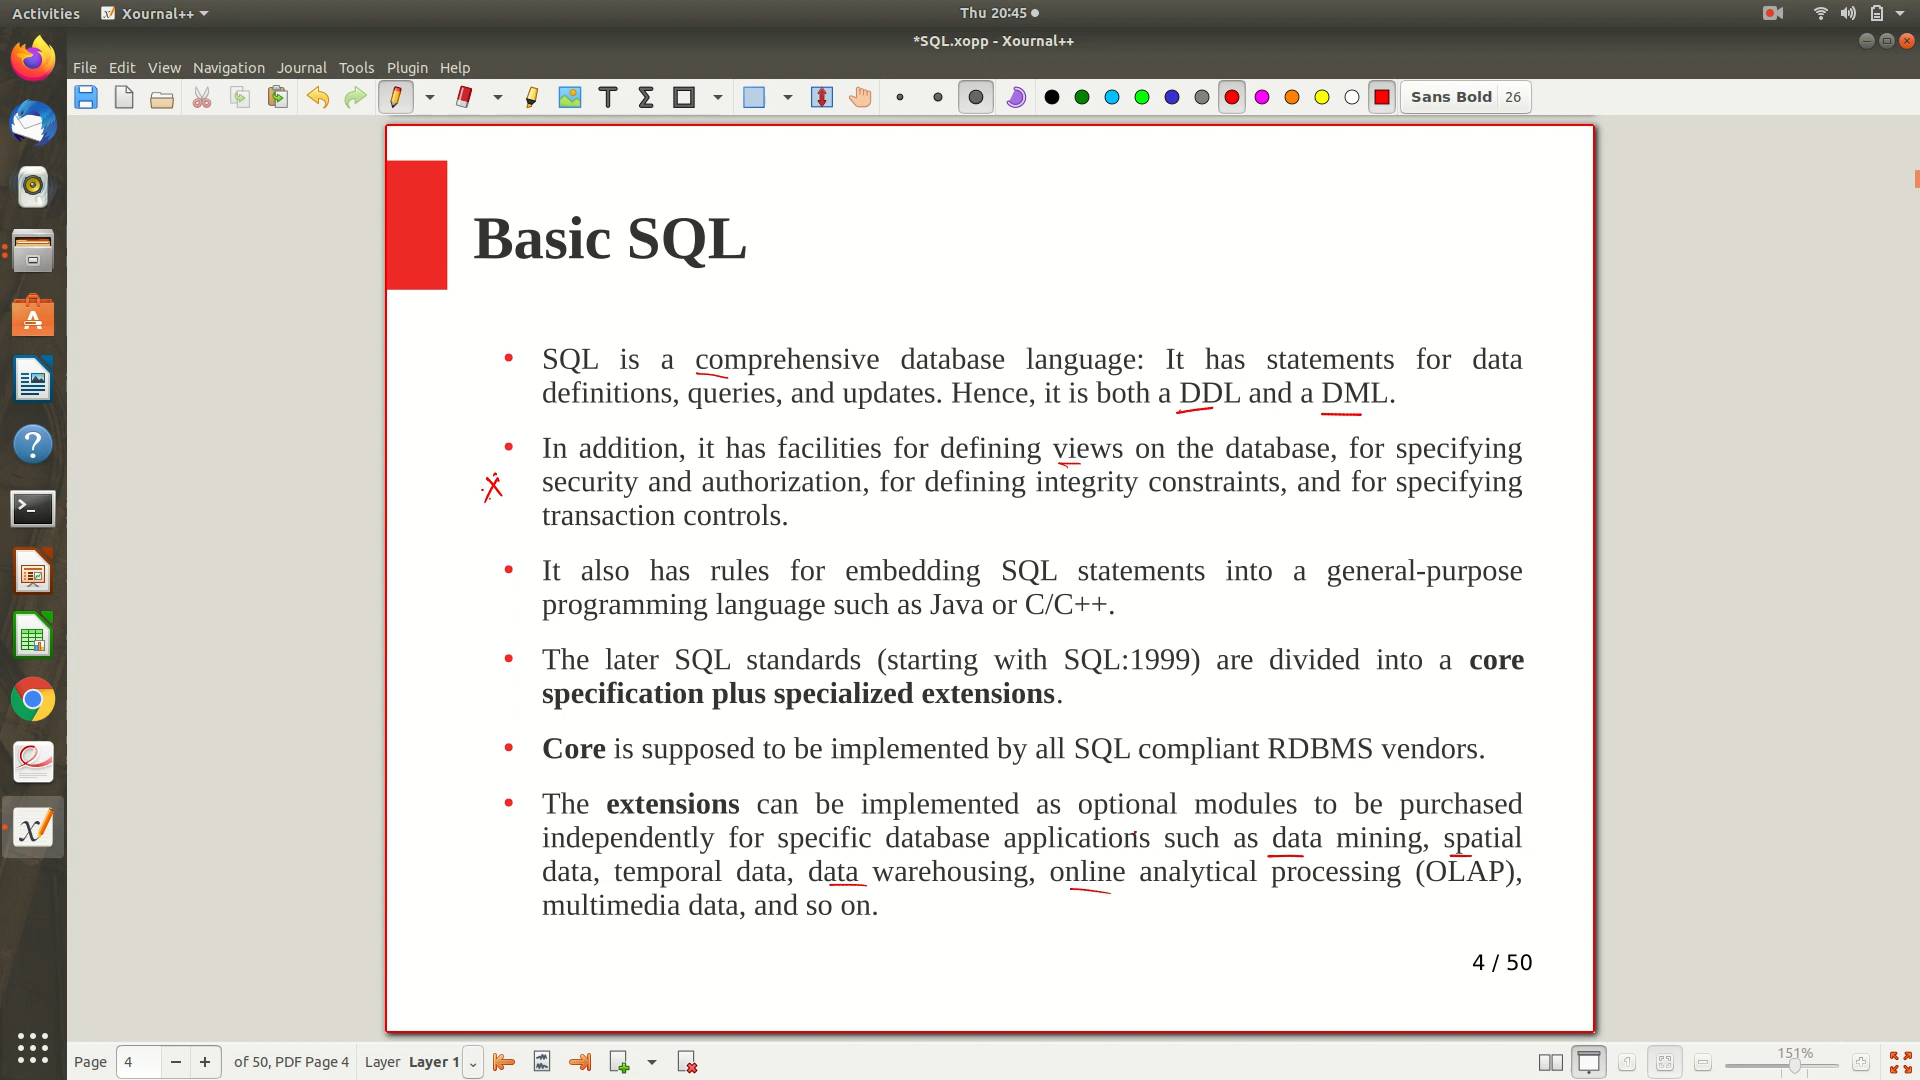 Activities Xournal++ Thu 20:45
*SQL.xopp - Xournal++
File Edit View Navigation Journal Tools Plugin Help
Sans Bold 26
Basic SQL
• SQL is a comprehensive database language: It has statements for data
definitions, queries, and updates. Hence, it is both a DDL and a DML.
• In addition, it has facilities for defining views on the database, for specifying
security and authorization, for defining integrity constraints, and for specifying
transaction controls.
• It also has rules for embedding SQL statements into a general-purpose
programming language such as Java or C/C++.
• The later SQL standards (starting with SQL:1999) are divided into a core
specification plus specialized extensions.
• Core is supposed to be implemented by all SQL compliant RDBMS vendors.
• The extensions can be implemented as optional modules to be purchased
independently for specific database applications such as data mining, spatial
data, temporal data, data warehousing, online analytical processing (OLAP),
multimedia data, and so on.
4 / 50
Page 4 − + of 50, PDF Page 4 Layer Layer 1 151%